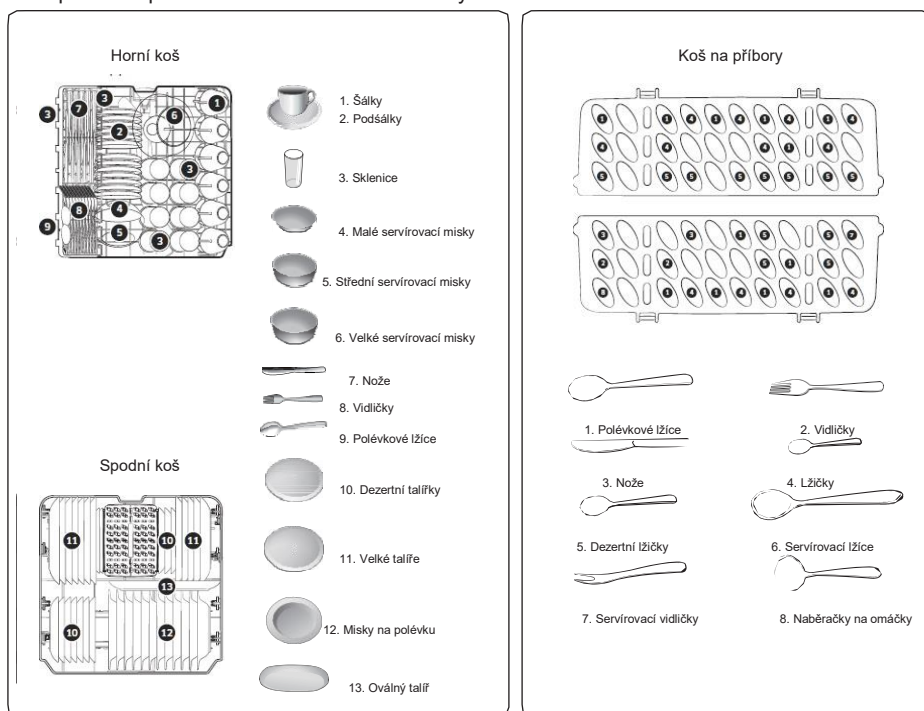 Horní koš
1. Šálky
2. Podšálky
3. Sklenice
4. Malé servírovací misky
5. Střední servírovací misky
6. Velké servírovací misky
7. Nože
8. Vidličky
9. Polévkové lžíce
Spodní koš
10. Dezertní talířky
11. Velké talíře
12. Misky na polévku
13. Oválný talíř
Koš na příbory
1. Polévkové lžíce
2. Vidličky
3. Nože
4. Lžičky
5. Dezertní lžičky
6. Servírovací lžíce
7. Servírovací vidličky
8. Naběračky na omáčky